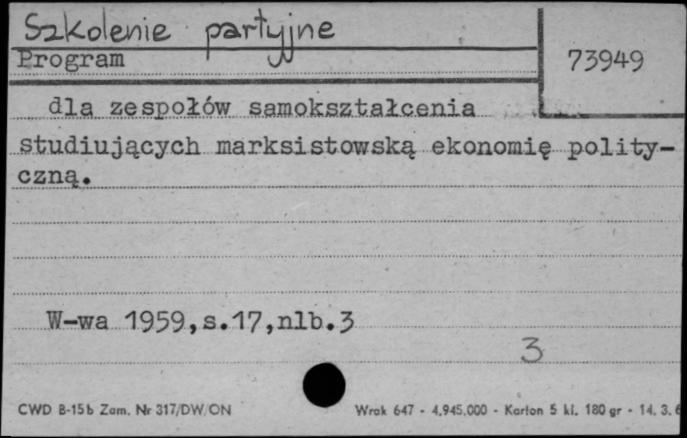 Szkolenie partyjne
Program
73949
dla zespołów samokształcenia
studiujących marksistowską ekonomię polity-
czną.
W-wa 1959,s.17,nlb.3
3
CWD B-15b Zam. Nr 317/DW/ON
Wrok 647 - 4.945.000 - Karton 5 kl. 180 gr - 14. 3.